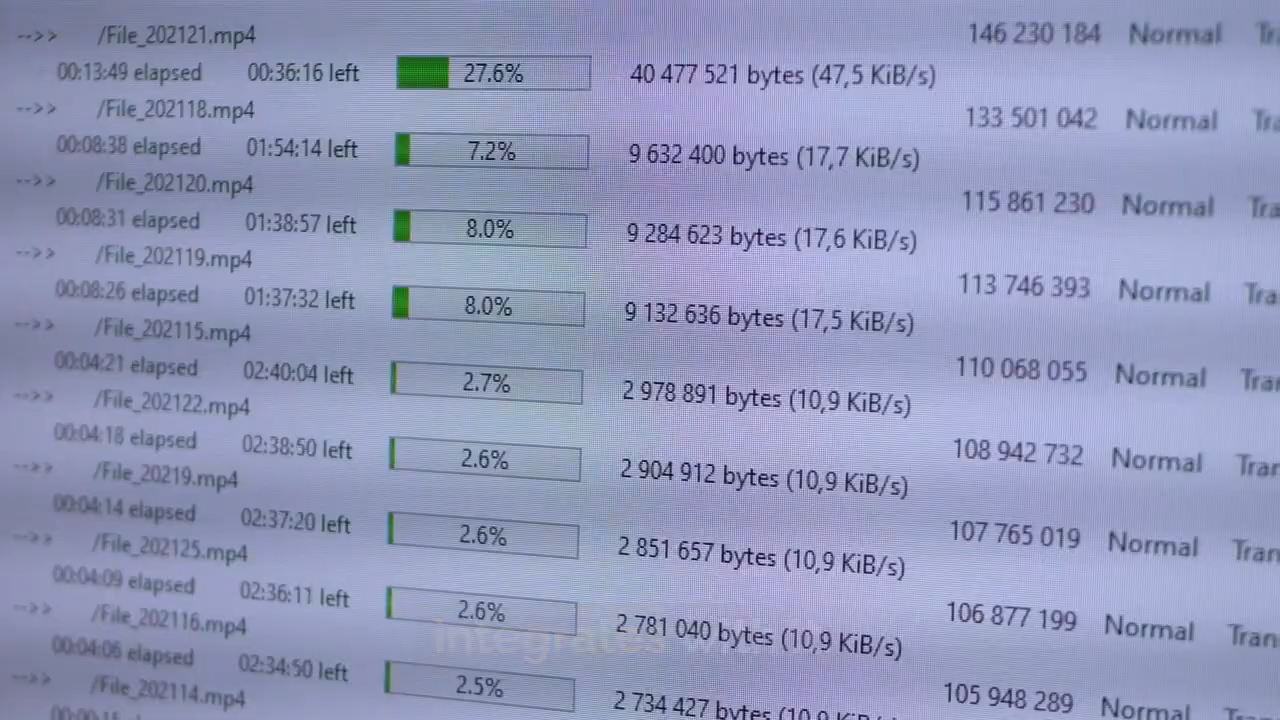 -->> /File_202121.mp4 146 230 184 Normal
00:13:49 elapsed 00:36:16 left 27.6% 40 477 521 bytes (47,5 KiB/s)
-->> /File_202118.mp4 133 501 042 Normal
00:08:38 elapsed 01:54:14 left 7.2% 9 632 400 bytes (17,7 KiB/s)
-->> /File_202120.mp4 115 861 230 Normal
00:08:31 elapsed 01:38:57 left 8.0% 9 284 623 bytes (17,6 KiB/s)
-->> /File_202119.mp4 113 746 393 Normal
00:08:26 elapsed 01:37:32 left 8.0% 9 132 636 bytes (17,5 KiB/s)
-->> /File_202115.mp4 110 068 055 Normal
00:04:21 elapsed 02:40:04 left 2.7% 2 978 891 bytes (10,9 KiB/s)
-->> /File_202122.mp4 108 942 732 Normal
00:04:18 elapsed 02:38:50 left 2.6% 2 904 912 bytes (10,9 KiB/s)
-->> /File_20219.mp4 107 765 019 Normal
00:04:14 elapsed 02:37:20 left 2.6% 2 851 657 bytes (10,9 KiB/s)
-->> /File_202125.mp4 106 877 199 Normal
00:04:09 elapsed 02:36:11 left 2.6% 2 781 040 bytes (10,9 KiB/s)
-->> /File_202116.mp4 105 948 289 Normal
00:04:06 elapsed 02:34:50 left 2.5% 2 734 427 bytes (10,9 KiB/s)
-->> /File_202114.mp4
integrates